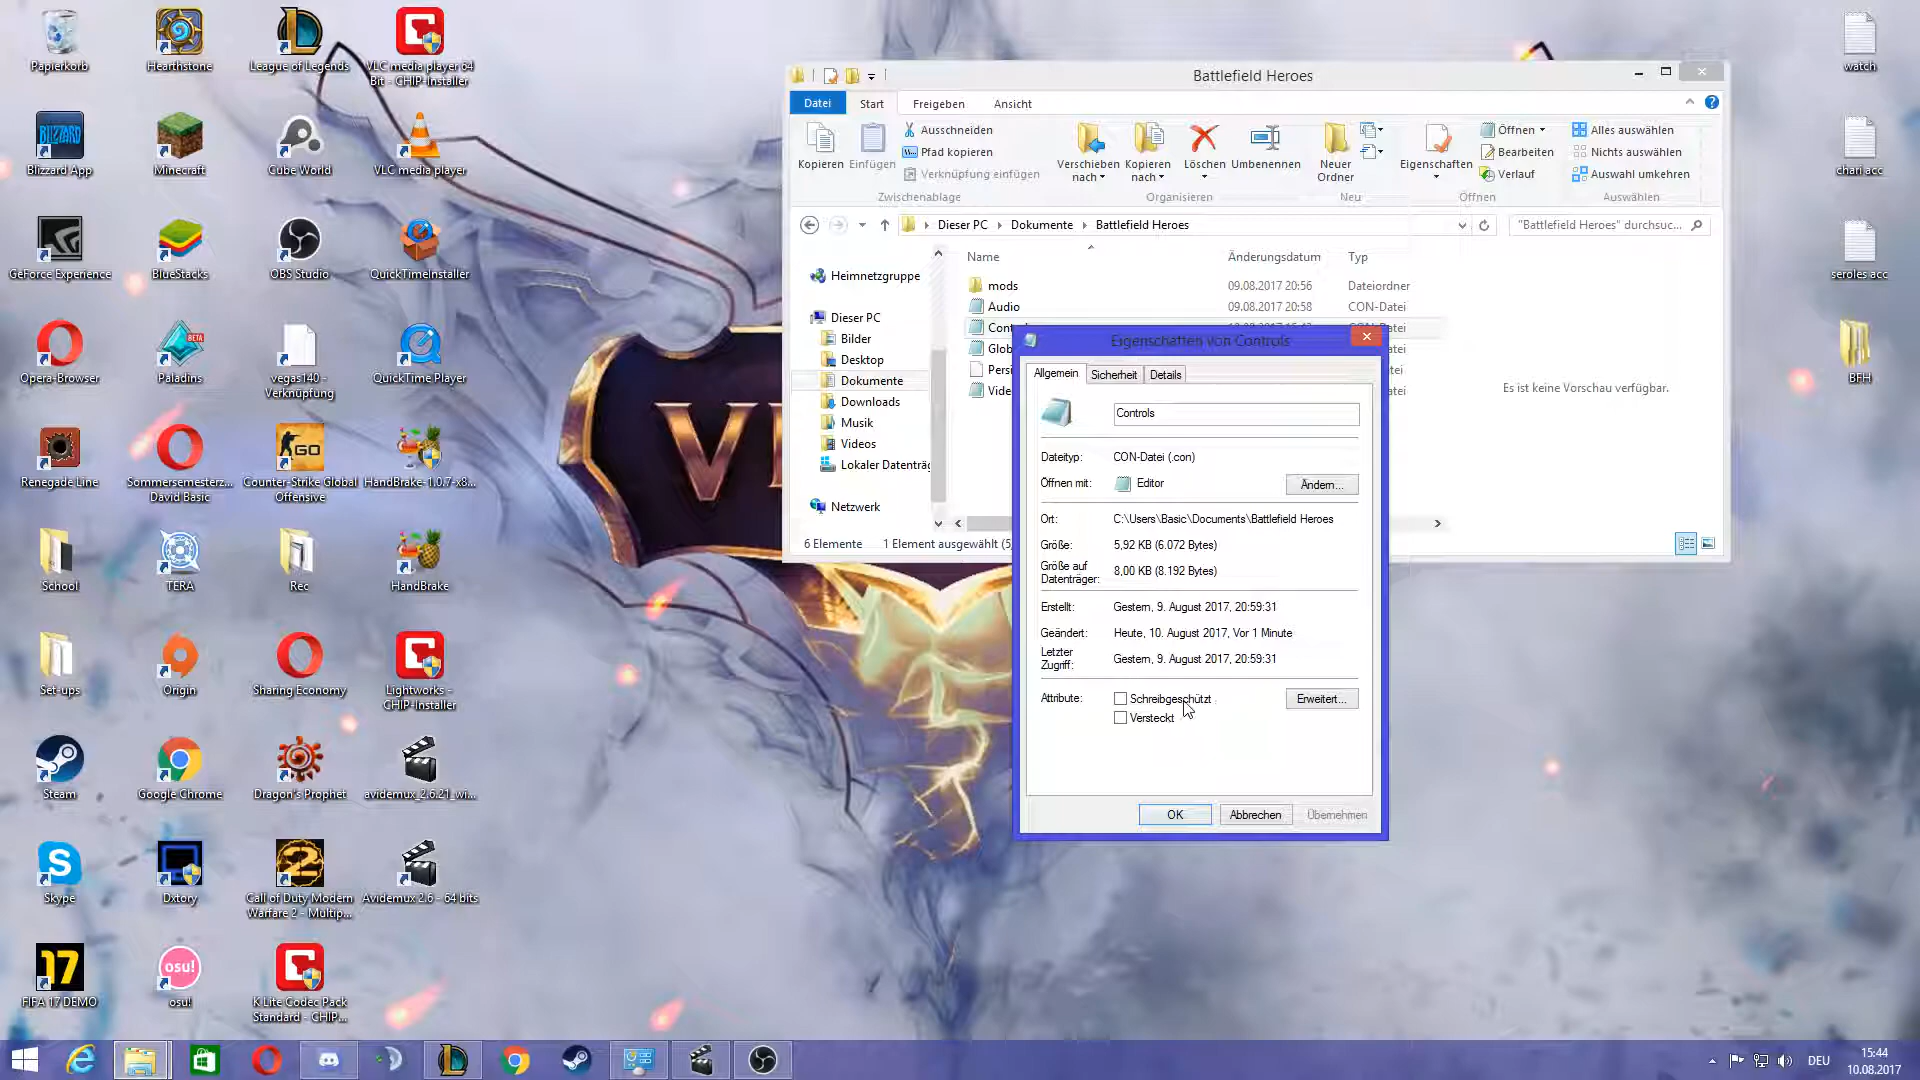 Papierkorb
Hearthstone
League of Legends
VLC media player 64
Bit - CHIP-Installer
BLIZZARD
Blizzard App
Minecraft
Cube World
VLC media player
GeForce Experience
BlueStacks
OBS Studio
QuickTimeInstaller
Opera-Browser
BETA
Paladins
vegas140 -
Verknüpfung
QuickTime Player
Renegade Line
Sommersemesterz...
David Basic
GO
Counter-Strike Global
Offensive
HandBrake-1.0.7-x8...
School
TERA
Rec
HandBrake
Set-ups
Origin
Sharing Economy
Lightworks -
CHIP-Installer
Steam
Google Chrome
Dragon's Prophet
avidemux_2.6.21_wi...
Skype
Dxtory
Call of Duty Modern
Warfare 2 - Multip...
Avidemux 2.6 - 64 bits
17
FIFA 17 DEMO
osu!
osu!
K Lite Codec Pack
Standard - CHIP...
watch
chari acc
seroles acc
BFH
Battlefield Heroes
Datei
Start
Freigeben
Ansicht
Kopieren
Einfügen
Ausschneiden
Pfad kopieren
Verknüpfung einfügen
Zwischenablage
Verschieben
nach
Kopieren
nach
Löschen
Umbenennen
Organisieren
Neuer
Ordner
Neu
Eigenschaften
Öffnen
Bearbeiten
Verlauf
Öffnen
Alles auswählen
Nichts auswählen
Auswahl umkehren
Auswählen
Dieser PC
Dokumente
Battlefield Heroes
"Battlefield Heroes" durchsuc...
Heimnetzgruppe
Dieser PC
Bilder
Desktop
Dokumente
Downloads
Musik
Videos
Lokaler Datenträg
Netzwerk
Name
Änderungsdatum
Typ
mods
09.08.2017 20:56
Dateiordner
Audio
09.08.2017 20:58
CON-Datei
Cont
Glob
Persi
Vide
Es ist keine Vorschau verfügbar.
6 Elemente
1 Element ausgewählt (5,
Eigenschaften von Controls
Allgemein
Sicherheit
Details
Controls
Dateityp:
CON-Datei (.con)
Öffnen mit:
Editor
Ändern...
Ort:
C:\Users\Basic\Documents\Battlefield Heroes
Größe:
5,92 KB (6.072 Bytes)
Größe auf
Datenträger:
8,00 KB (8.192 Bytes)
Erstellt:
Gestern, 9. August 2017, 20:59:31
Geändert:
Heute, 10. August 2017, Vor 1 Minute
Letzter
Zugriff:
Gestern, 9. August 2017, 20:59:31
Attribute:
Schreibgeschützt
Versteckt
Erweitert...
OK
Abbrechen
Übernehmen
DEU
15:44
10.08.2017